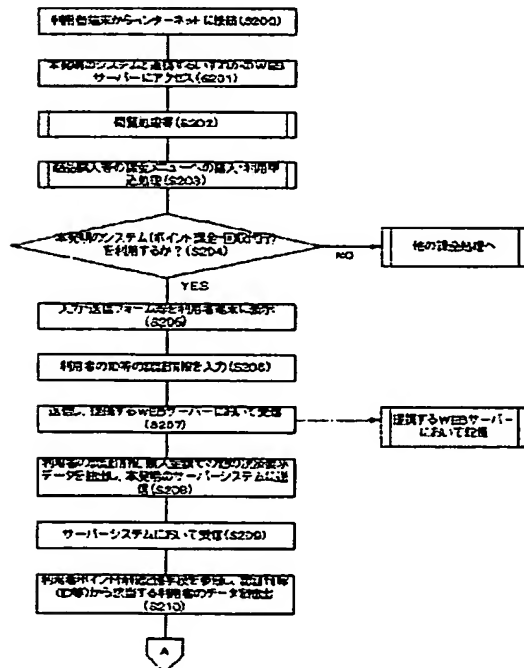 利用者端末からインターネットに接続(S200)
本発明のシステムと連携するいずれかのWEB
サーバーにアクセス(S201)
閲覧処理等(S202)
商品購入等の課金メニューへの購入・利用申
込処理(S203)
本発明のシステム(ポイント課金
を利用するか?(S204)
NO
他の課金処理へ
YES
入力・送信フォーム等を利用者端末に表示
(S205)
利用者のID等の認証情報を入力(S206)
送信し、提携するWEBサーバーにおいて受信
(S207)
提携するWEBサーバー
において記憶
利用者の認証情報、購入金額その他の決済要求
データを抽出し、本発明のサーバーシステムに送
信(S208)
サーバーシステムにおいて受信(S209)
利用者ポイント情報記憶手段を参照し、認証情報
(ID等)から該当する利用者のデータを抽出
(S210)
A